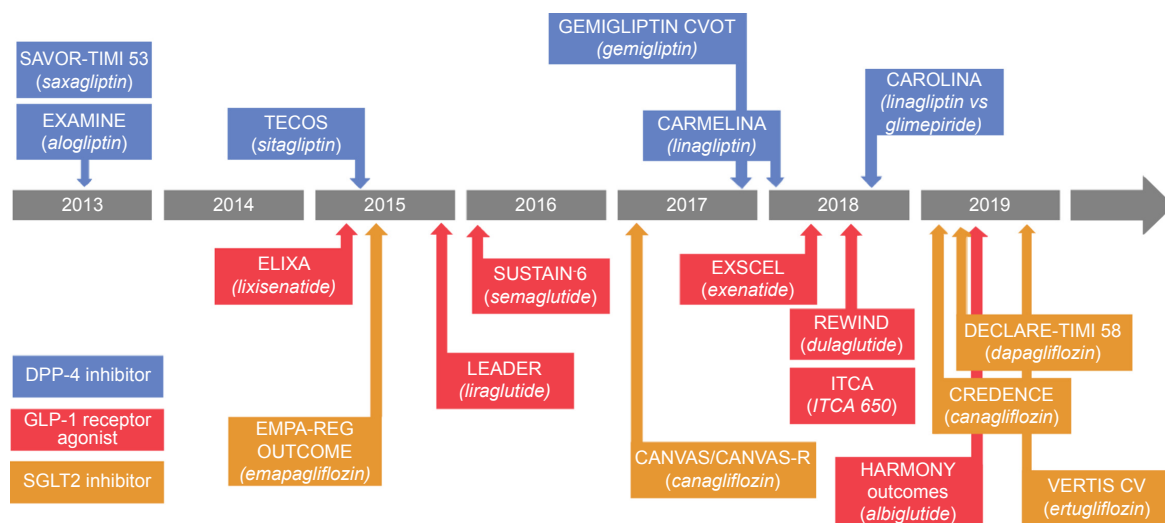 SAVOR-TIMI 53
(saxagliptin)
EXAMINE
(alogliptin)
TECOS
(sitagliptin)
GEMIGLIPTIN CVOT
(gemigliptin)
CARMELINA
(linagliptin)
CAROLINA
(linagliptin vs
glimepiride)
2013
2014
2015
2016
2017
2018
2019
ELIXA
(lixisenatide)
SUSTAIN-6
(semaglutide)
EXSCEL
(exenatide)
REWIND
(dulaglutide)
DECLARE-TIMI 58
(dapagliflozin)
LEADER
(liraglutide)
ITCA
(ITCA 650)
CREDENCE
(canagliflozin)
EMPA-REG
OUTCOME
(emapagliflozin)
CANVAS/CANVAS-R
(canagliflozin)
HARMONY
outcomes
(albiglutide)
VERTIS CV
(ertugliflozin)
DPP-4 inhibitor
GLP-1 receptor
agonist
SGLT2 inhibitor